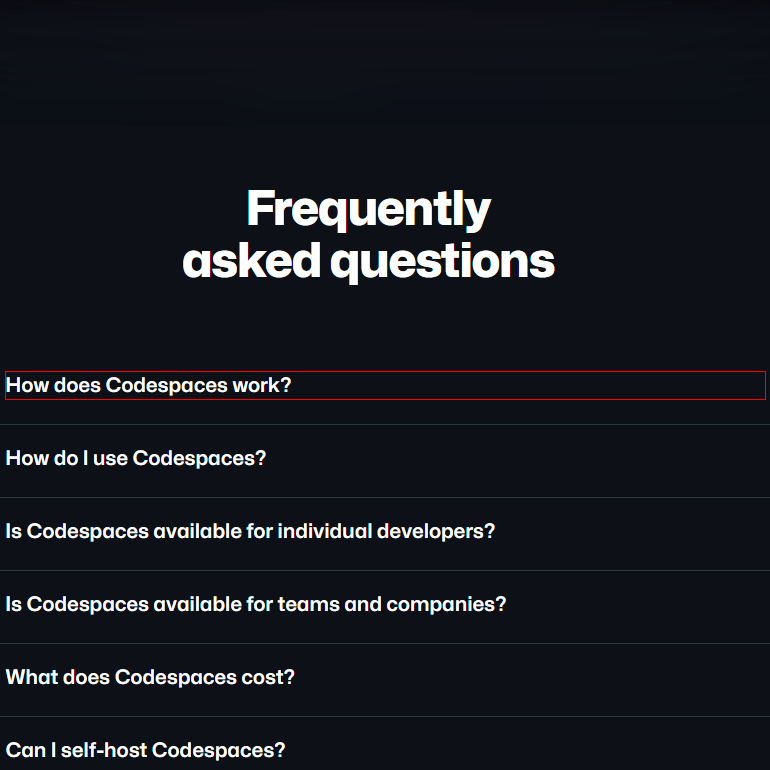 Frequently
asked questions
How does Codespaces work?
How do I use Codespaces?
Is Codespaces available for individual developers?
Is Codespaces available for teams and companies?
What does Codespaces cost?
Can I self-host Codespaces?